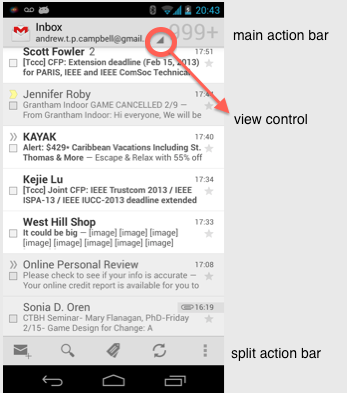 20:43
Inbox
999+
main action bar
andrew.t.p.campbell@gmail.
Scott Fowler 2
17:51
[Tccc] CFP: Extension deadline (Feb 15, 2013)
for PARIS, IEEE and IEEE ComSoc Technical
Jennifer Roby
Grantham Indoor GAME CANCELLED 2/9 —
From Grantham Indoor: Hi everyone, We will be
view control
KAYAK
17:40
Alert: $429+ Caribbean Vacations Including St.
Thomas & More — Escape & Relax with 55% off
Kejie Lu
17:34
[Tccc] Joint CFP: IEEE Trustcom 2013 / IEEE
ISPA-13 / IEEE IUCC-2013 deadline extended
West Hill Shop
17:33
It could be big — [image] [image] [image]
[image] [image] [image] [image] [image]
Online Personal Review
17:08
Please check to see if your info is accurate —
Your online credit report is available for you to
Sonia D. Oren
16:19
CTBH Seminar- Mary Flanagan, PhD-Friday
2/15- Game Design for Change: A
split action bar